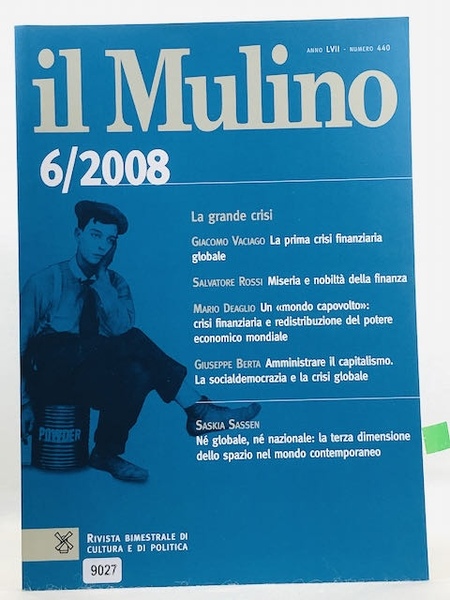 ANNO LVII - NUMERO 440
il Mulino
6/2008
La grande crisi
GIACOMO VACIAGO La prima crisi finanziaria
globale
SALVATORE ROSSI Miseria e nobiltà della finanza
MARIO DEAGLIO Un «mondo capovolto»:
crisi finanziaria e redistribuzione del potere
economico mondiale
GIUSEPPE BERTA Amministrare il capitalismo.
La socialdemocrazia e la crisi globale
SASKIA SASSEN
Né globale, né nazionale: la terza dimensione
dello spazio nel mondo contemporaneo
POWDER
RIVISTA BIMESTRALE DI
CULTURA E DI POLITICA
9027